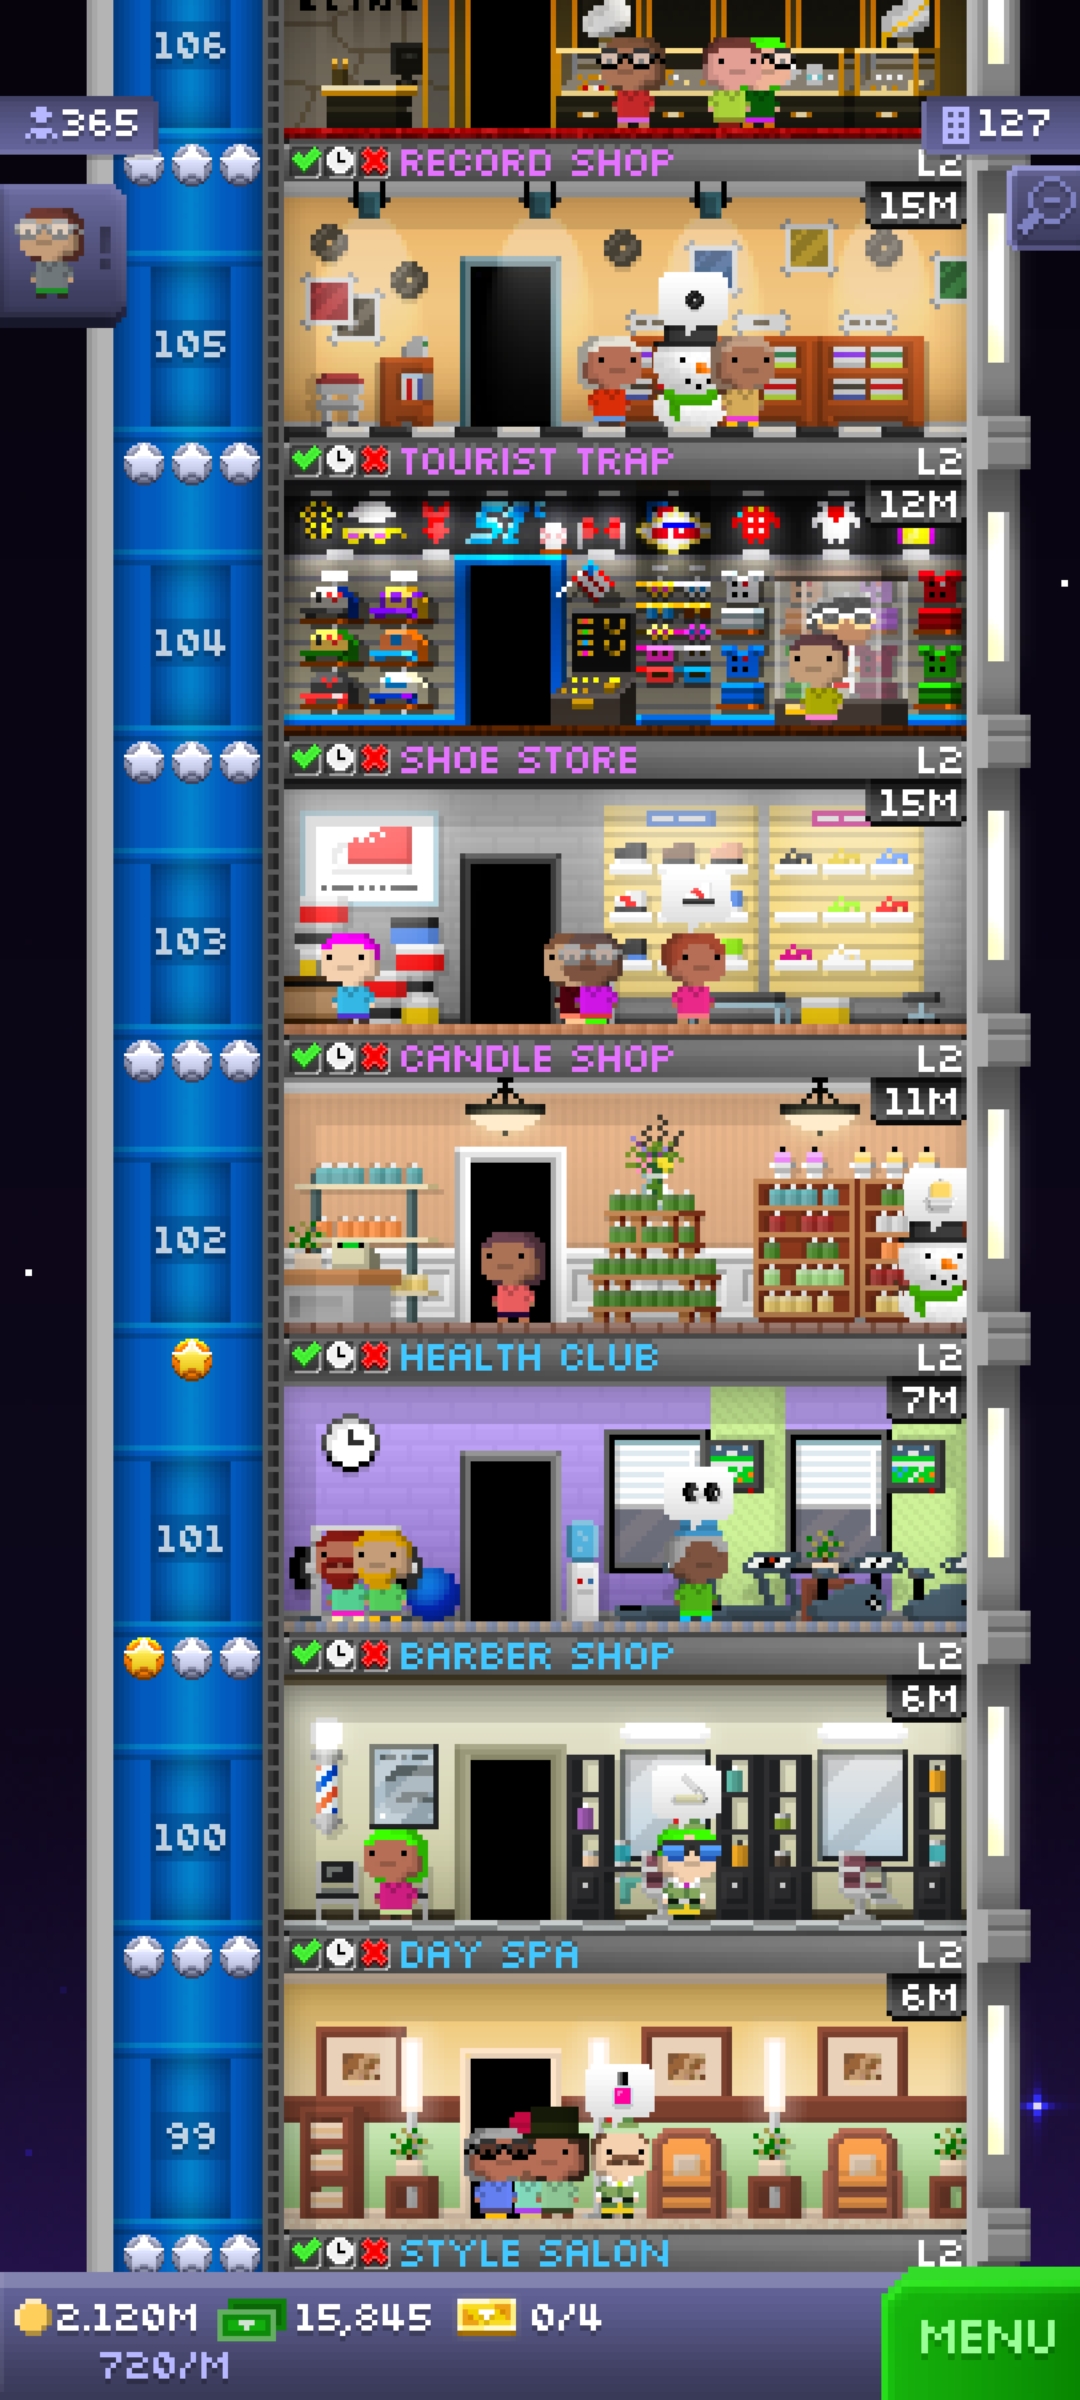 106
365
127
RECORD SHOP L2
15M
105
TOURIST TRAP L2
12M
104
SHOE STORE L2
15M
103
CANDLE SHOP L2
11M
102
HEALTH CLUB L2
7M
101
BARBER SHOP L2
6M
100
DAY SPA L2
6M
99
STYLE SALON L2
2.120M 15,845 0/4
720/M
MENU